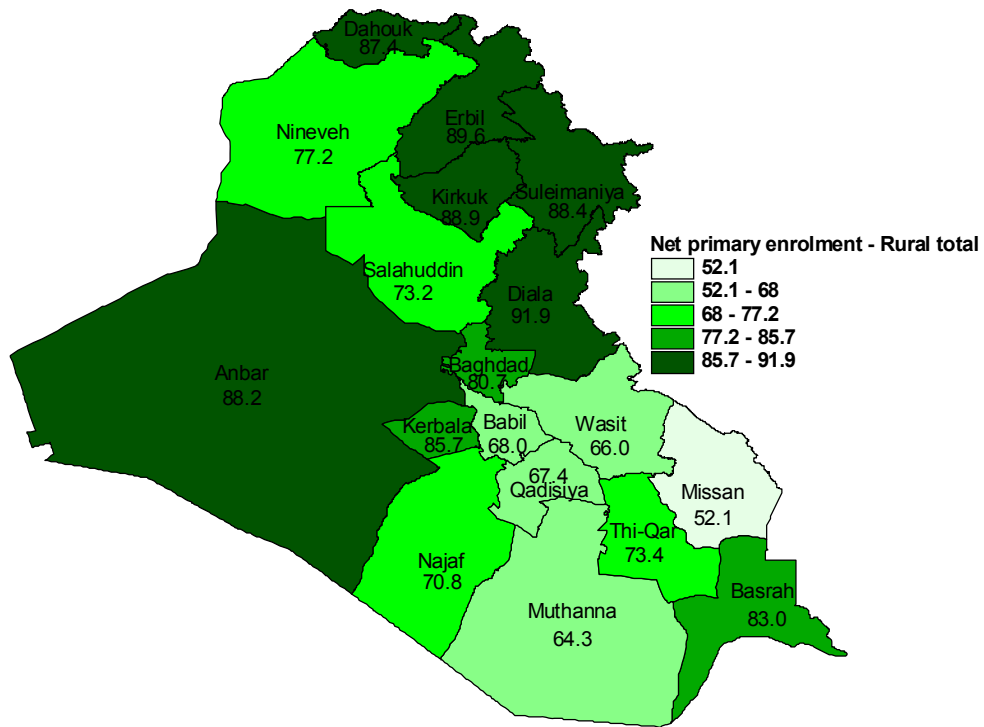 Dahouk
87.4
Erbil
89.6
Nineveh
77.2
Kirkuk
88.9
Suleimaniya
88.4
Net primary enrolment - Rural total
52.1
52.1 - 68
68 - 77.2
77.2 - 85.7
85.7 - 91.9
Salahuddin
73.2
Diala
91.9
Anbar
88.2
Baghdad
80.7
Kerbala
85.7
Babil
68.0
Wasit
66.0
67.4
Qadisiya
Missan
52.1
Thi-Qar
73.4
Najaf
70.8
Basrah
83.0
Muthanna
64.3